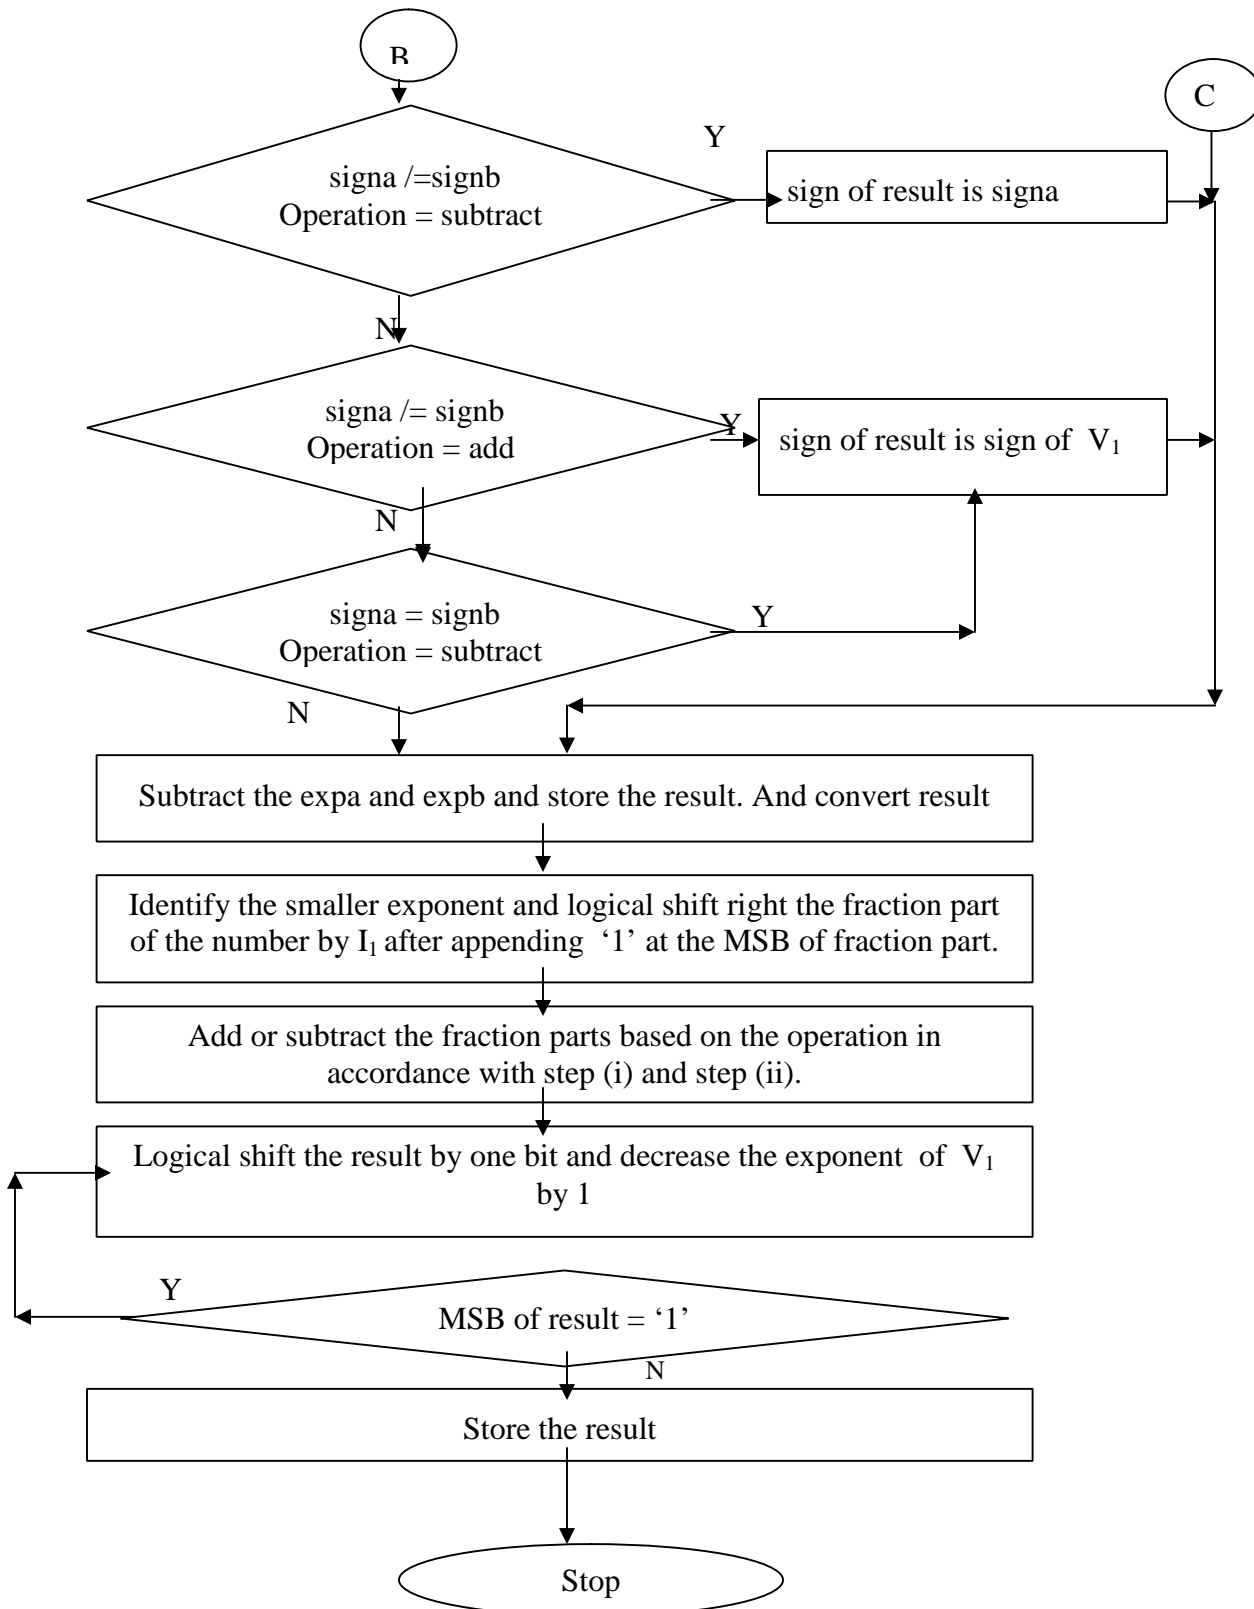 B
C
signa /=signb
Operation = subtract
Y
sign of result is signa
N
signa /= signb
Operation = add
Y
sign of result is sign of V₁
N
signa = signb
Operation = subtract
Y
N
Subtract the expa and expb and store the result. And convert result
Identify the smaller exponent and logical shift right the fraction part
of the number by I₁ after appending ‘1’ at the MSB of fraction part.
Add or subtract the fraction parts based on the operation in
accordance with step (i) and step (ii).
Logical shift the result by one bit and decrease the exponent of V₁
by 1
Y
MSB of result = ‘1’
N
Store the result
Stop